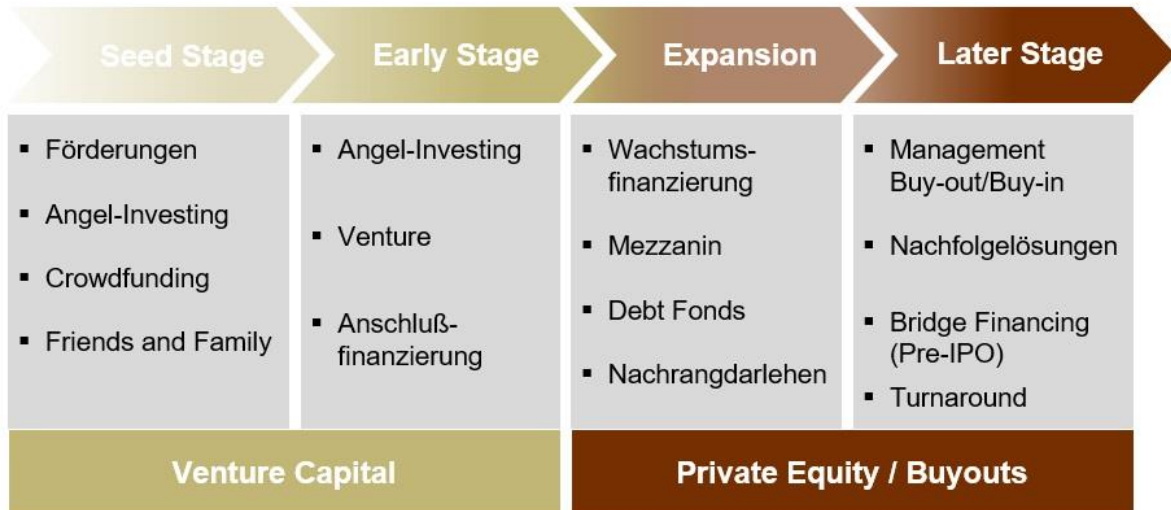 Seed Stage
Early Stage
Expansion
Later Stage
▪ Förderungen
▪ Angel-Investing
▪ Crowdfunding
▪ Friends and Family
▪ Angel-Investing
▪ Venture
▪ Anschluß-
finanzierung
▪ Wachstums-
finanzierung
▪ Mezzanin
▪ Debt Fonds
▪ Nachrangdarlehen
▪ Management
Buy-out/Buy-in
▪ Nachfolgelösungen
▪ Bridge Financing
(Pre-IPO)
▪ Turnaround
Venture Capital
Private Equity / Buyouts